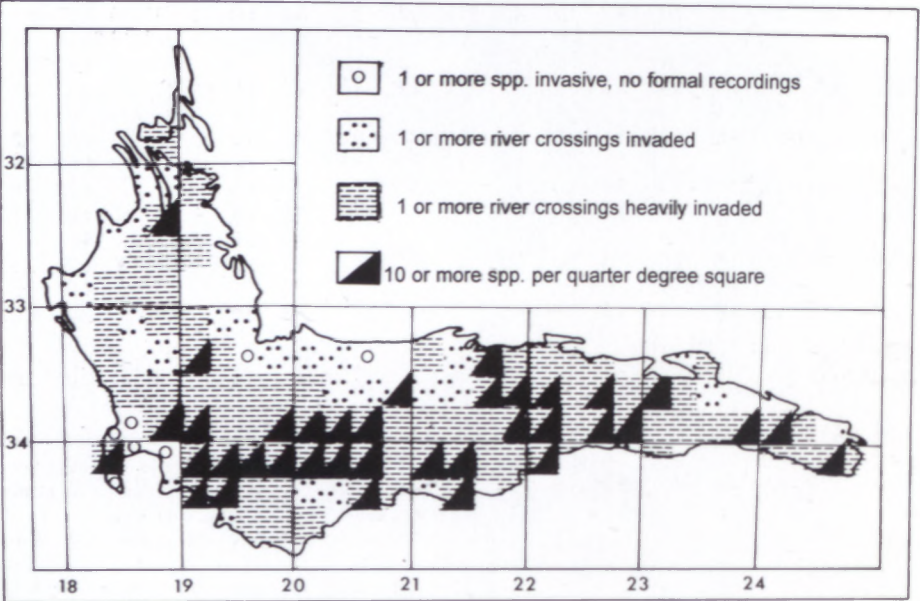 1 or more spp. invasive, no formal recordings
1 or more river crossings invaded
1 or more river crossings heavily invaded
10 or more spp. per quarter degree square
32
33
34
18 19 20 21 22 23 24